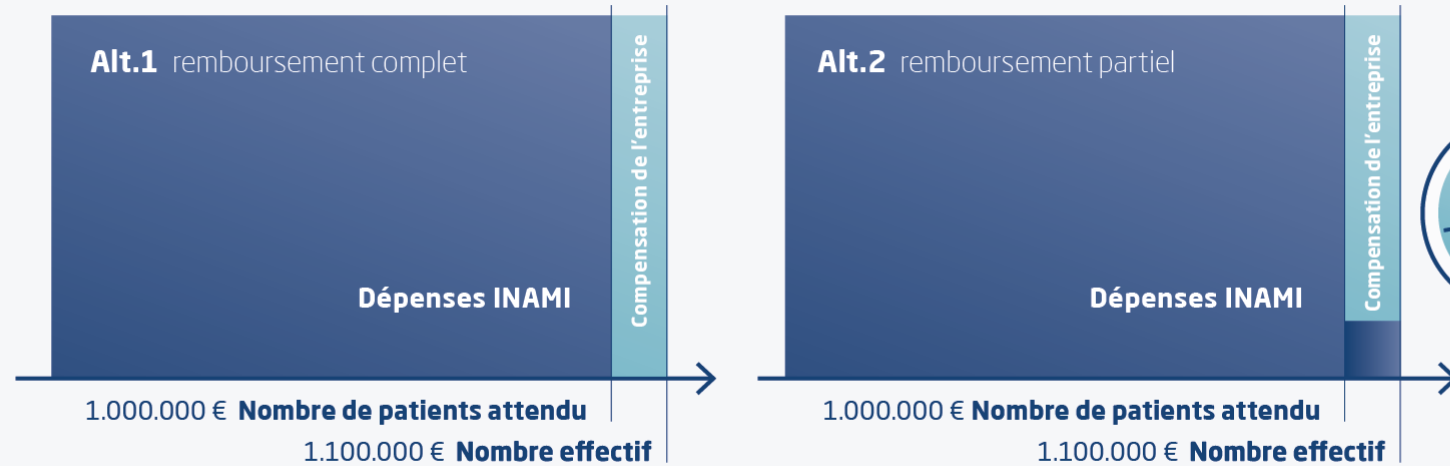 Alt.1 remboursement complet
Compensation de l'entreprise
Dépenses INAMI
1.000.000 € Nombre de patients attendu
1.100.000 € Nombre effectif
Alt.2 remboursement partiel
Compensation de l'entreprise
Dépenses INAMI
1.000.000 € Nombre de patients attendu
1.100.000 € Nombre effectif